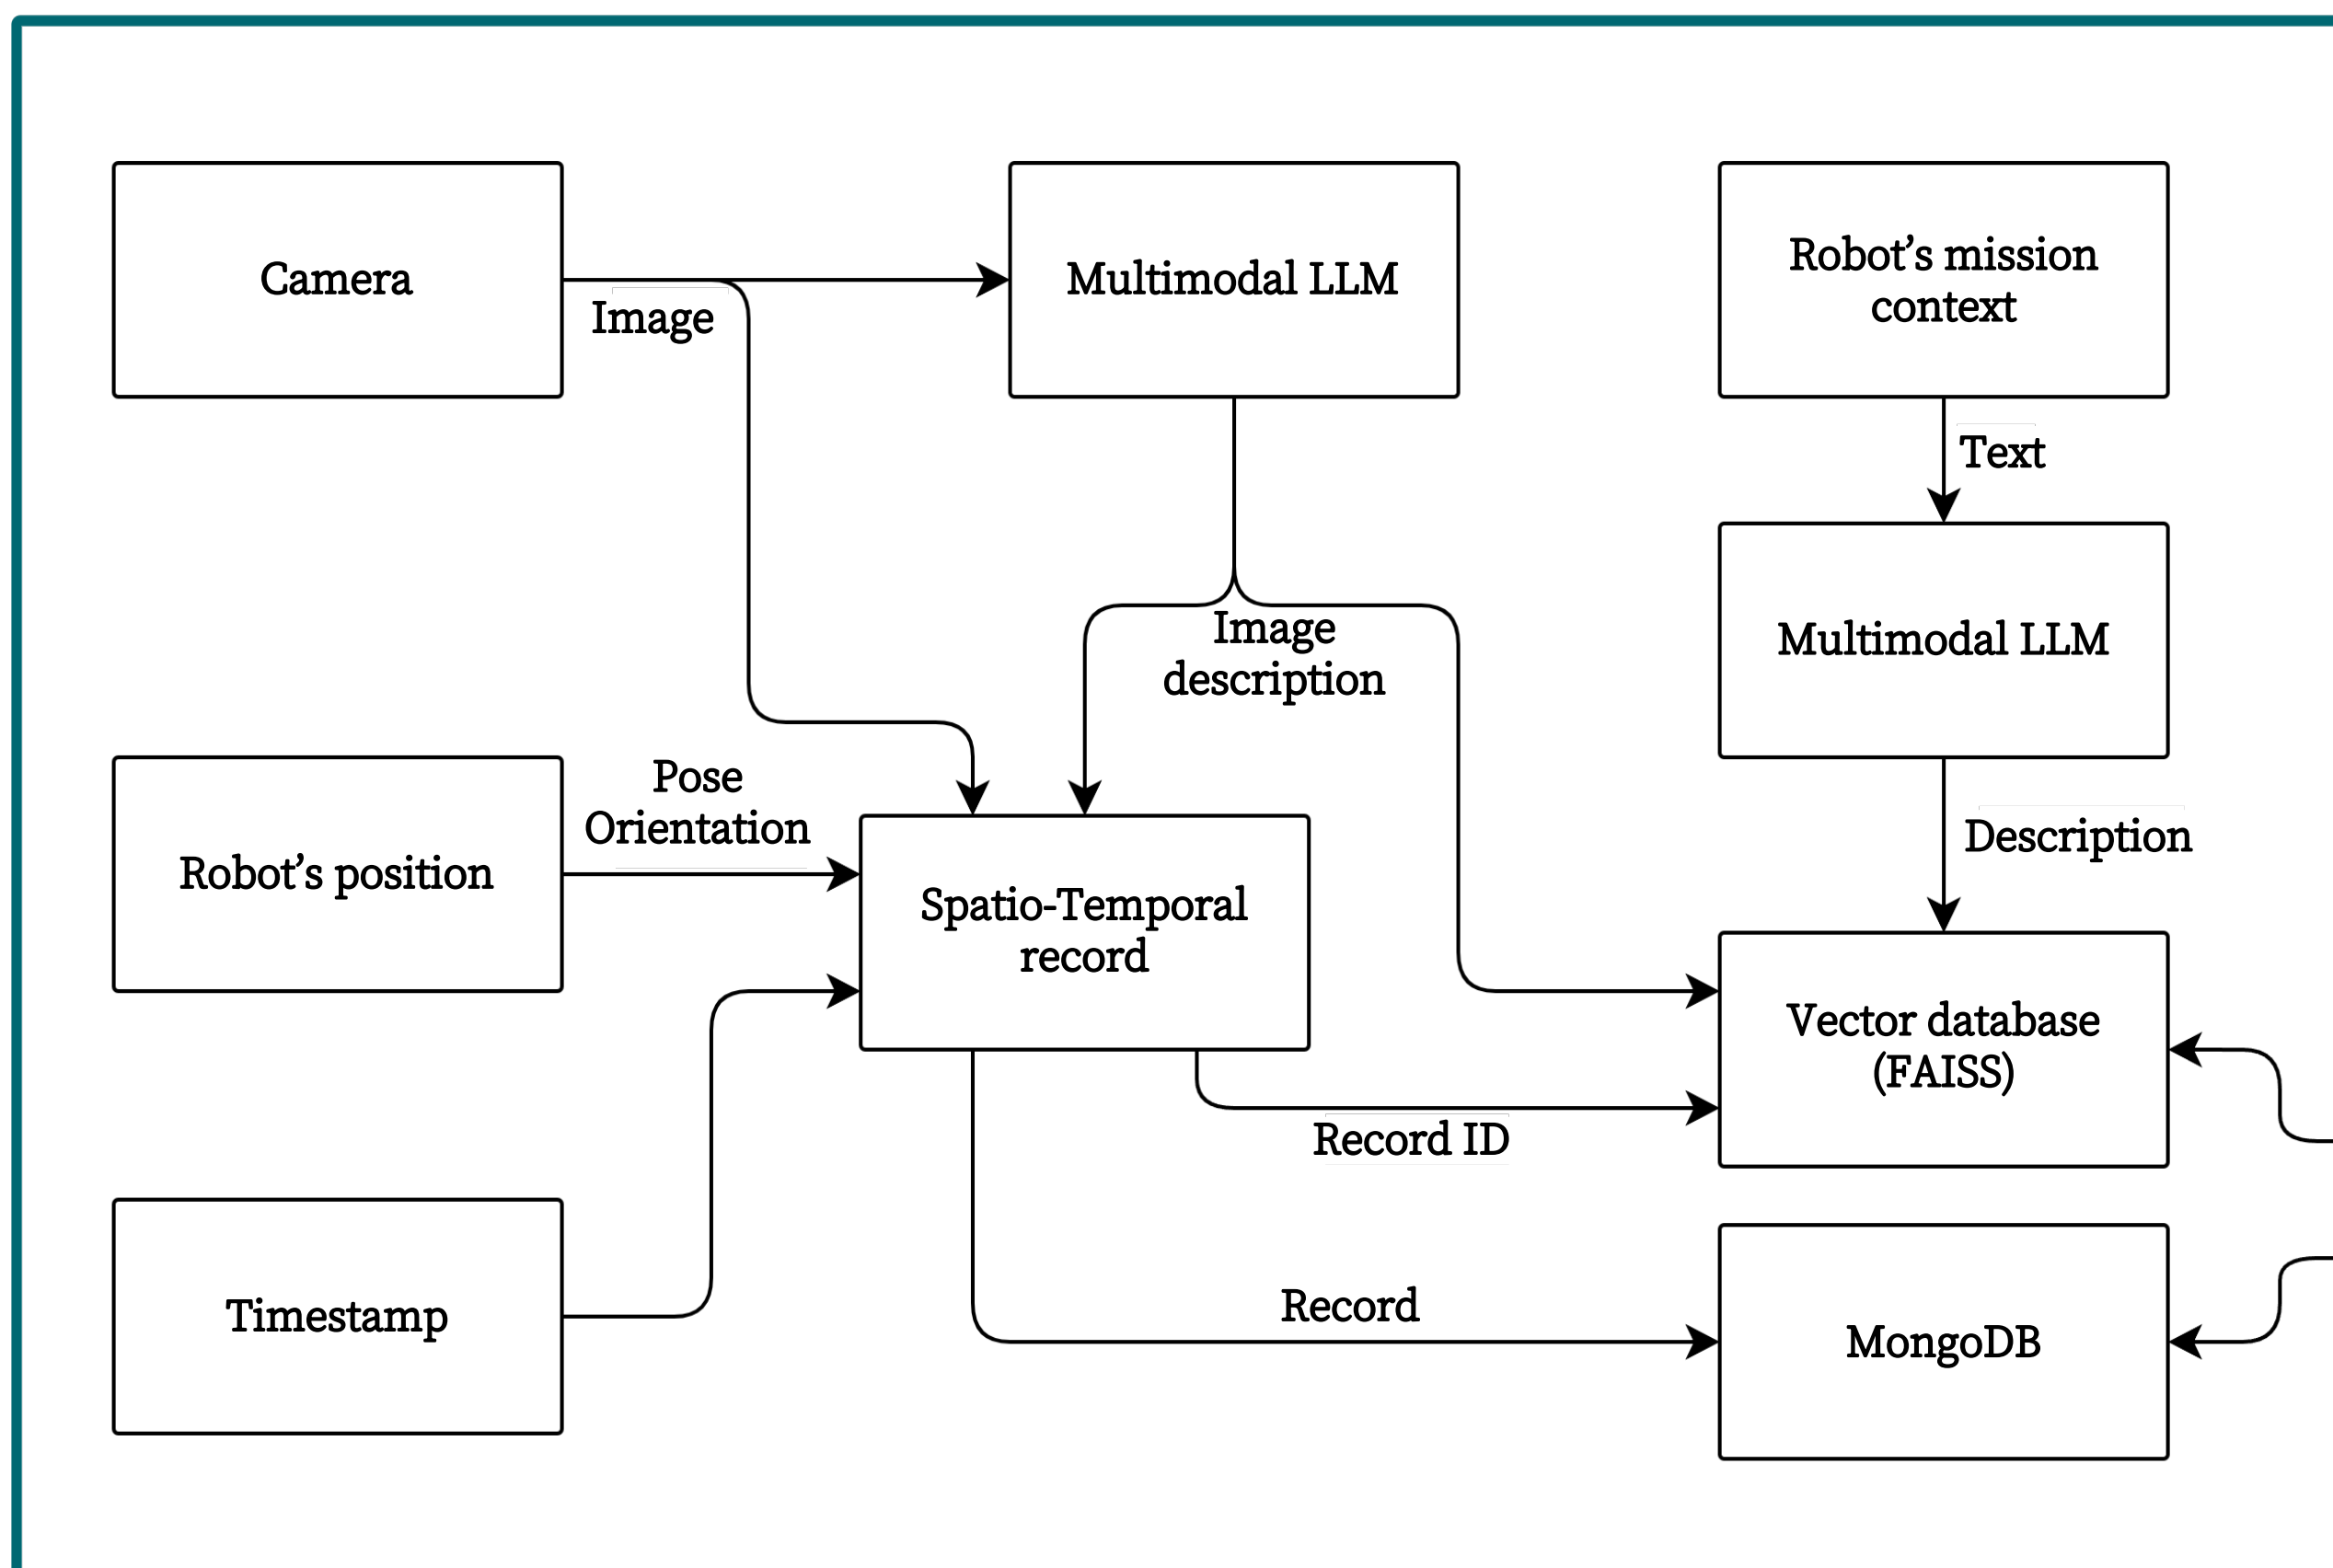 Camera
Image
Multimodal LLM
Robot’s mission
context
Text
Multimodal LLM
Image
description
Description
Pose
Orientation
Robot’s position
Spatio-Temporal
record
Vector database
(FAISS)
Record ID
Timestamp
Record
MongoDB